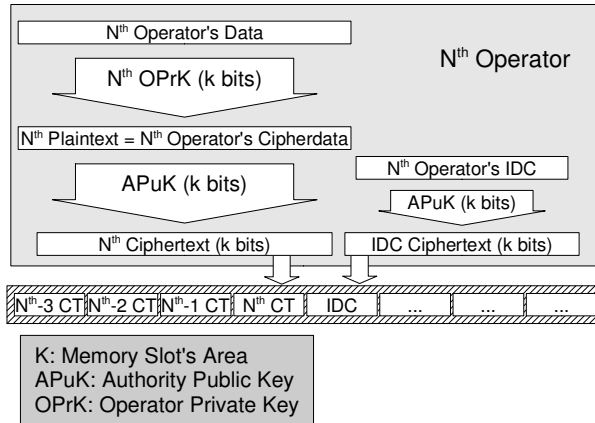 Nth Operator's Data
Nth Operator
Nth OPrK (k bits)
Nth Plaintext = Nth Operator's Cipherdata
Nth Operator's IDC
APuK (k bits)
APuK (k bits)
Nth Ciphertext (k bits)
IDC Ciphertext (k bits)
Nth-3 CT Nth-2 CT Nth-1 CT Nth CT IDC ... ... ...
K: Memory Slot's Area
APuK: Authority Public Key
OPrK: Operator Private Key